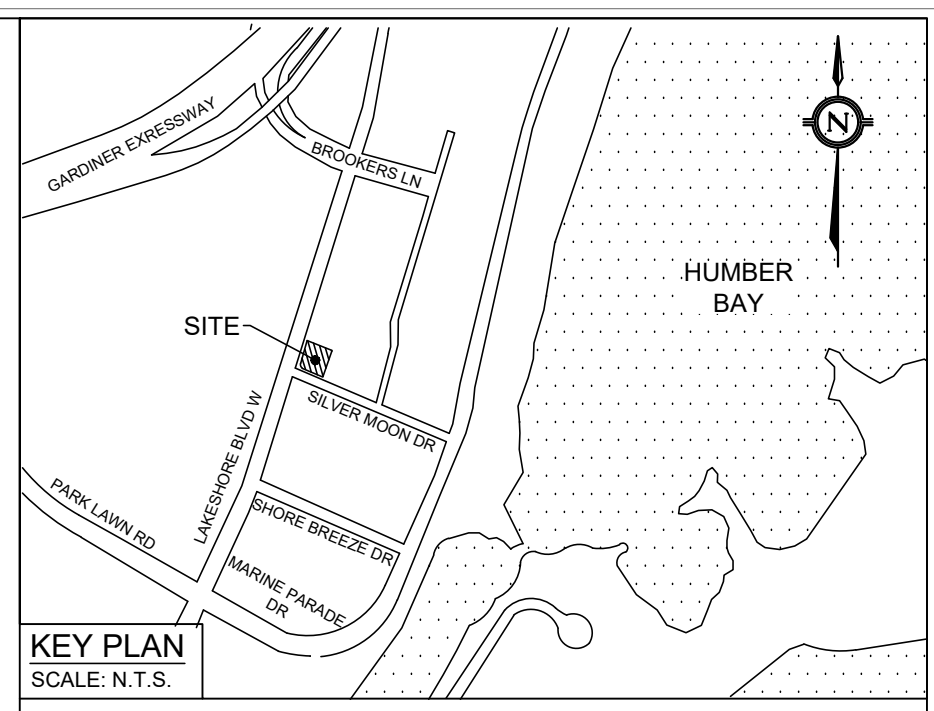 GARDINER EXRESSWAY
BROOKERS LN
N
HUMBER
BAY
SITE
SILVER MOON DR
LAKESHORE BLVD W
PARK LAWN RD
SHORE BREEZE DR
MARINE PARADE
DR
KEY PLAN
SCALE: N.T.S.